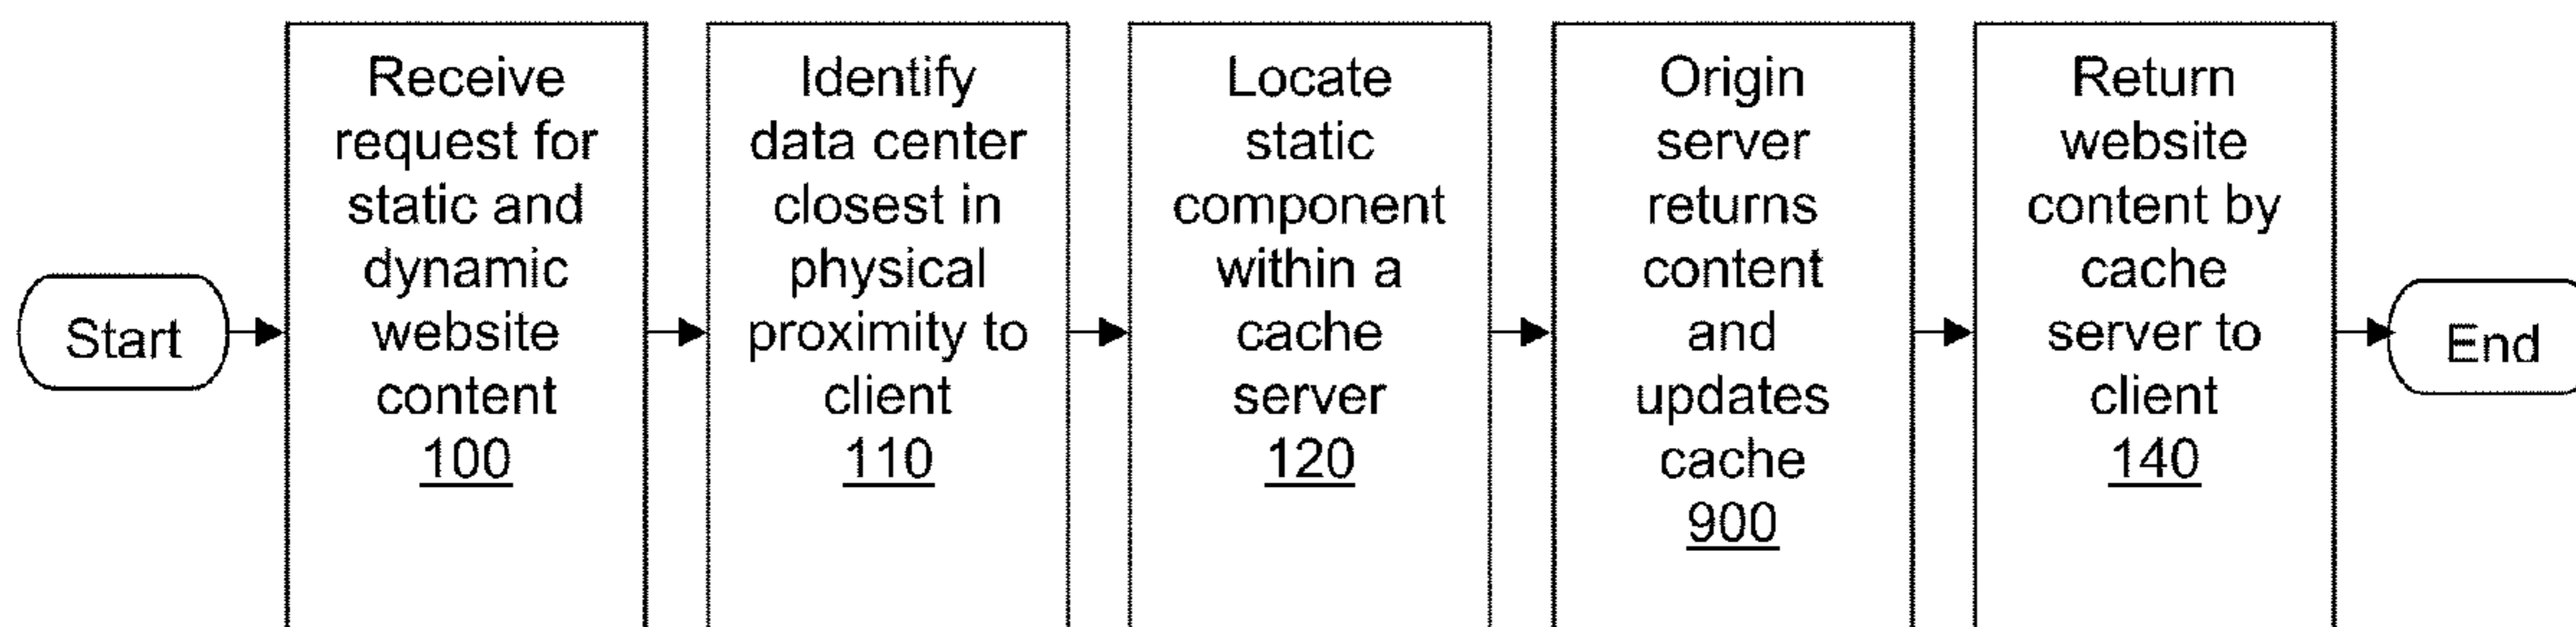 Start
Receive
request for
static and
dynamic
website
content
100
Identify
data center
closest in
physical
proximity to
client
110
Locate
static
component
within a
cache
server
120
Origin
server
returns
content
and
updates
cache
900
Return
website
content by
cache
server to
client
140
End